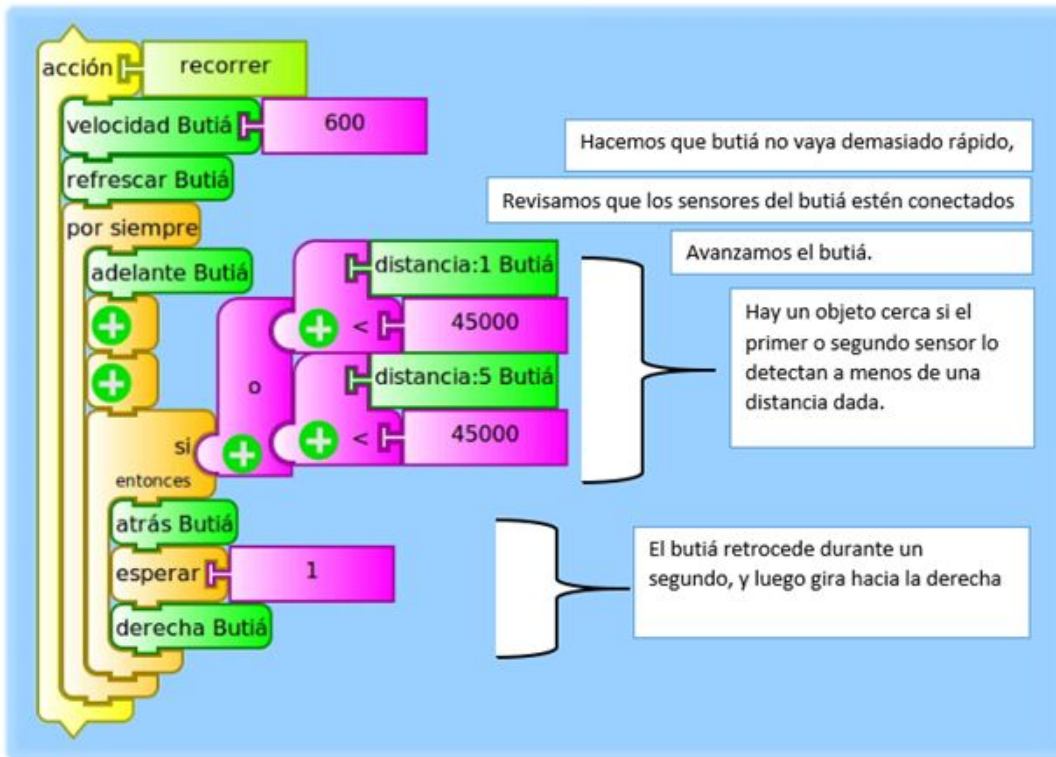 acción recorrer
velocidad Butiá 600
Hacemos que butiá no vaya demasiado rápido,
refrescar Butiá
Revisamos que los sensores del butiá estén conectados
por siempre
adelante Butiá
Avanzamos el butiá.
distancia:1 Butiá
< 45000
o
distancia:5 Butiá
< 45000
si
entonces
Hay un objeto cerca si el
primer o segundo sensor lo
detectan a menos de una
distancia dada.
atrás Butiá
esperar 1
derecha Butiá
El butiá retrocede durante un
segundo, y luego gira hacia la derecha